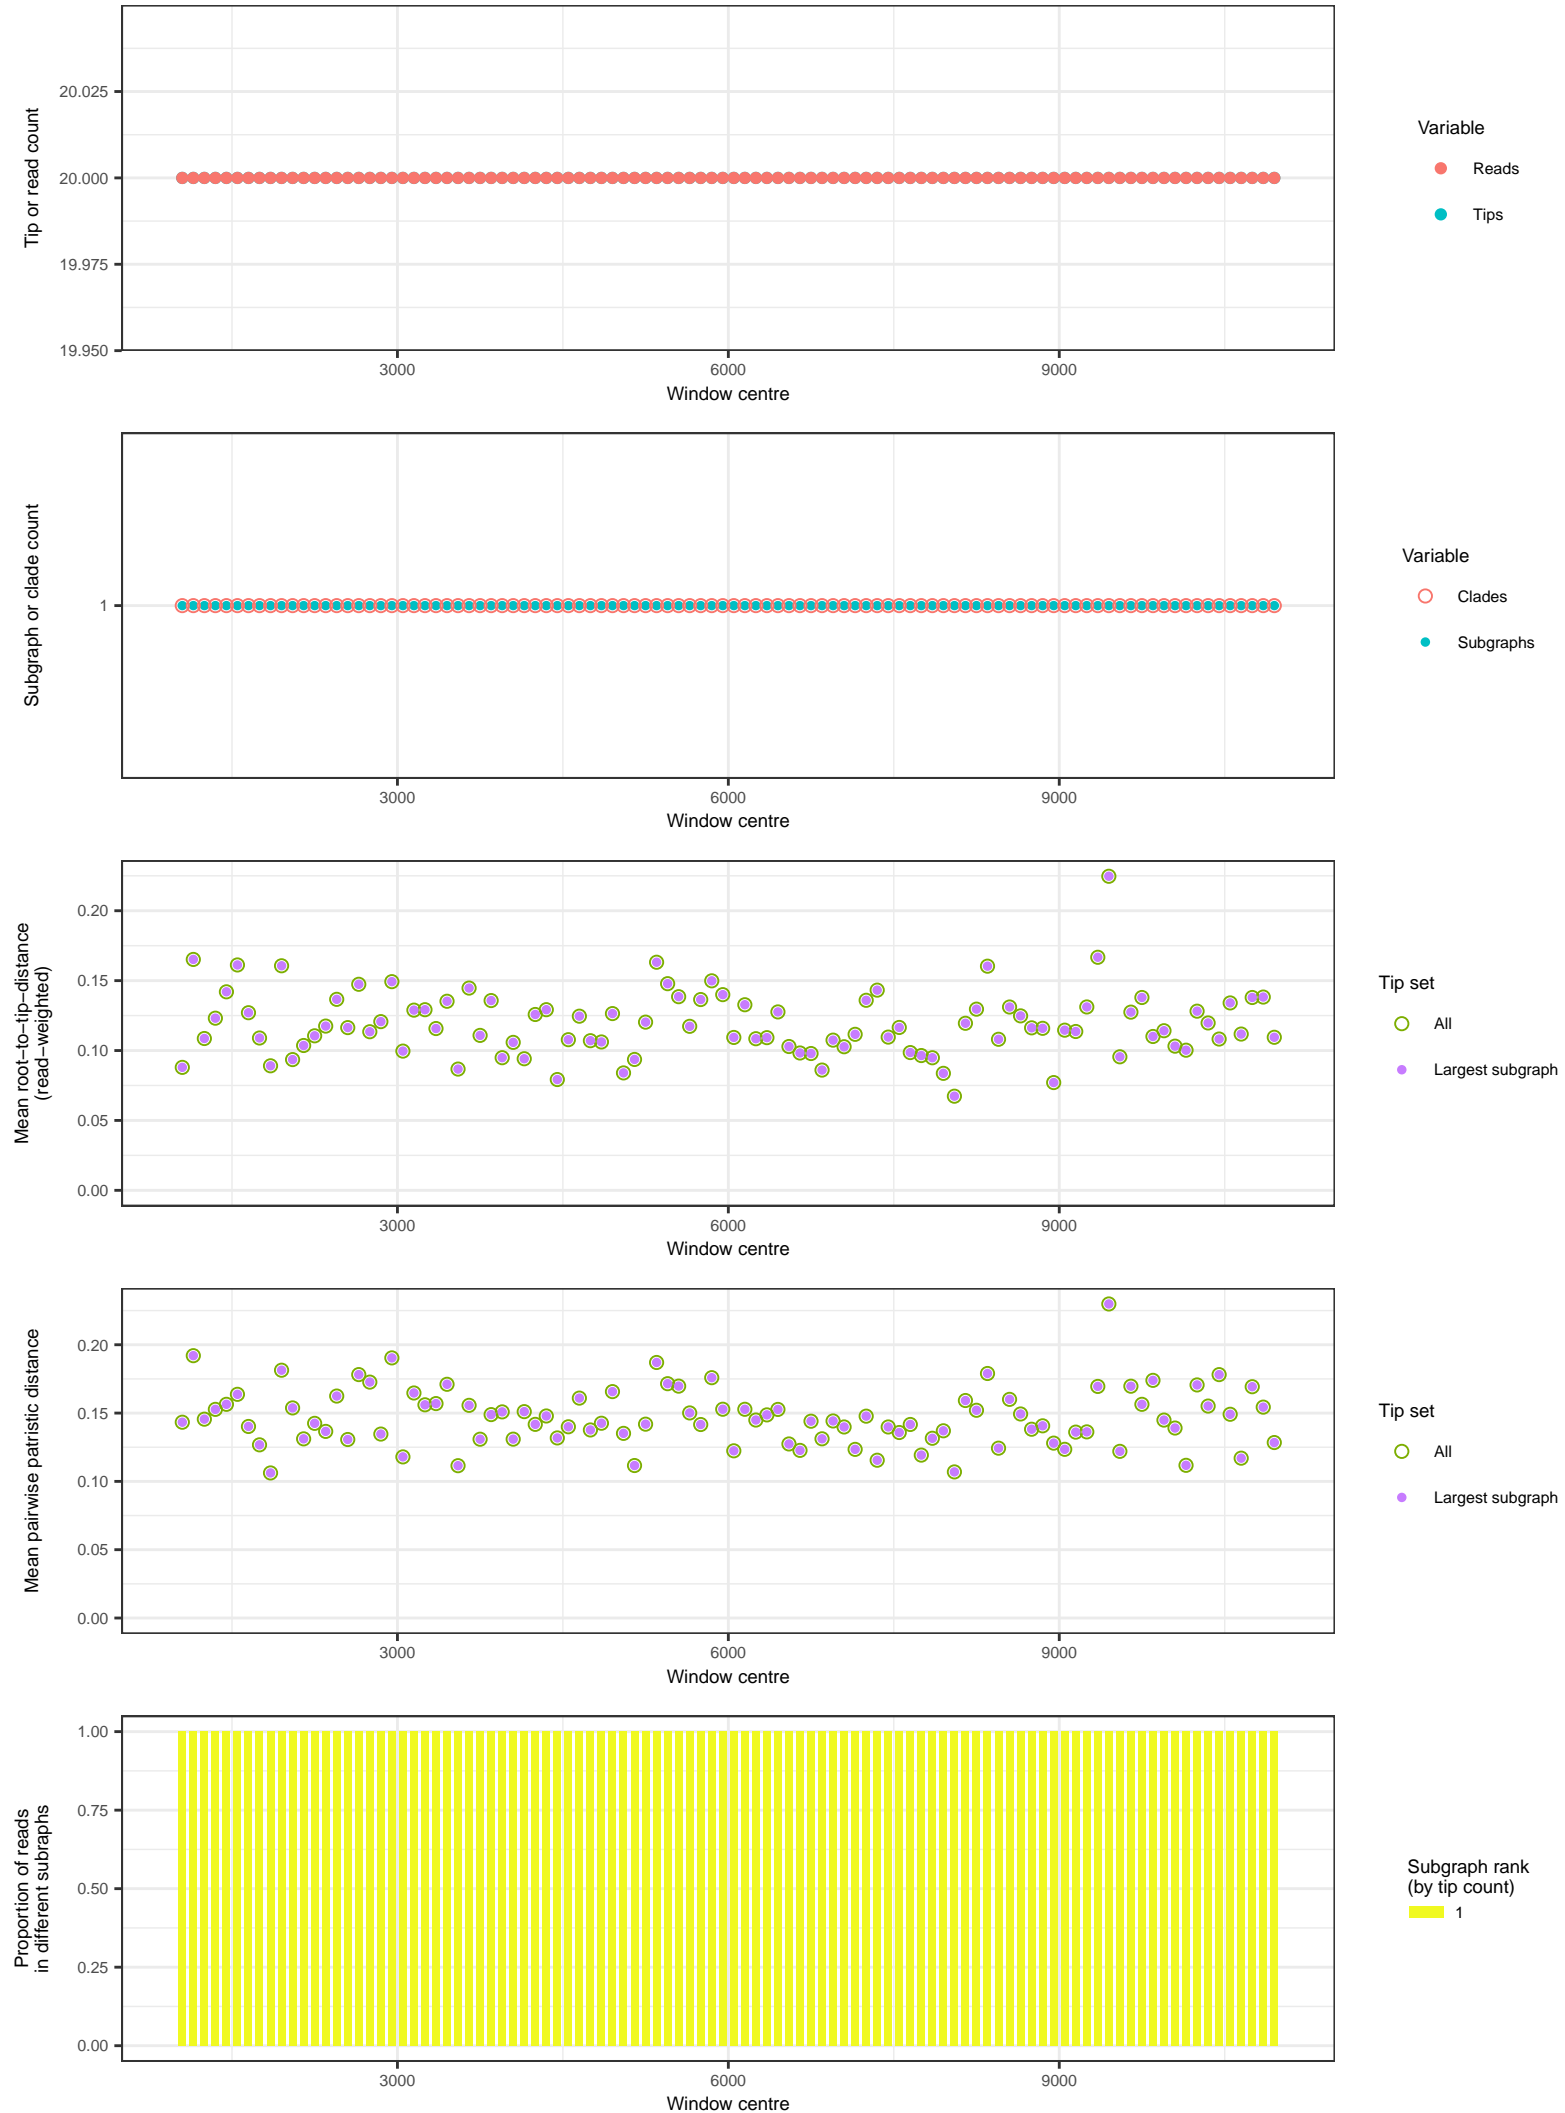 Tip or read count
20.025
20.000
19.975
19.950
3000
6000
9000
Window centre
Variable
Reads
Tips
Subgraph or clade count
1
3000
6000
9000
Window centre
Variable
Clades
Subgraphs
Mean root−to−tip−distance
(read−weighted)
0.20
0.15
0.10
0.05
0.00
3000
6000
9000
Window centre
Tip set
All
Largest subgraph
Mean pairwise patristic distance
0.20
0.15
0.10
0.05
0.00
3000
6000
9000
Window centre
Tip set
All
Largest subgraph
Proportion of reads
in different subraphs
1.00
0.75
0.50
0.25
0.00
3000
6000
9000
Window centre
Subgraph rank
(by tip count)
1